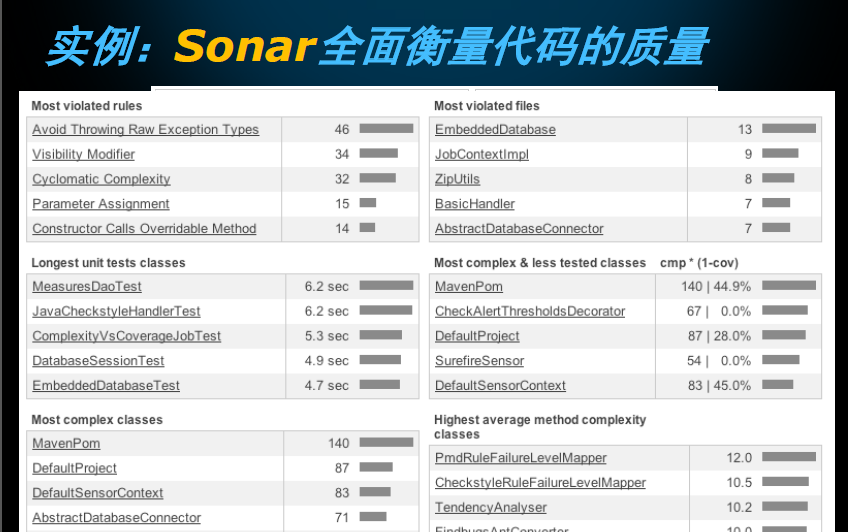 实例: Sonar全面衡量代码的质量
Most violated rules
Avoid Throwing Raw Exception Types 46
Visibility Modifier 34
Cyclomatic Complexity 32
Parameter Assignment 15
Constructor Calls Overridable Method 14
Most violated files
EmbeddedDatabase 13
JobContextImpl 9
ZipUtils 8
BasicHandler 7
AbstractDatabaseConnector 7
Longest unit tests classes
MeasuresDaoTest 6.2 sec
JavaCheckstyleHandlerTest 6.2 sec
ComplexityVsCoverageJobTest 5.3 sec
DatabaseSessionTest 4.9 sec
EmbeddedDatabaseTest 4.7 sec
Most complex & less tested classes cmp * (1-cov)
MavenPom 140 | 44.9%
CheckAlertThresholdsDecorator 67 | 0.0%
DefaultProject 87 | 28.0%
SurefireSensor 54 | 0.0%
DefaultSensorContext 83 | 45.0%
Most complex classes
MavenPom 140
DefaultProject 87
DefaultSensorContext 83
AbstractDatabaseConnector 71
Highest average method complexity
classes
PmdRuleFailureLevelMapper 12.0
CheckstyleRuleFailureLevelMapper 10.5
TendencyAnalyser 10.2
FindbugsAntConverter 10.0